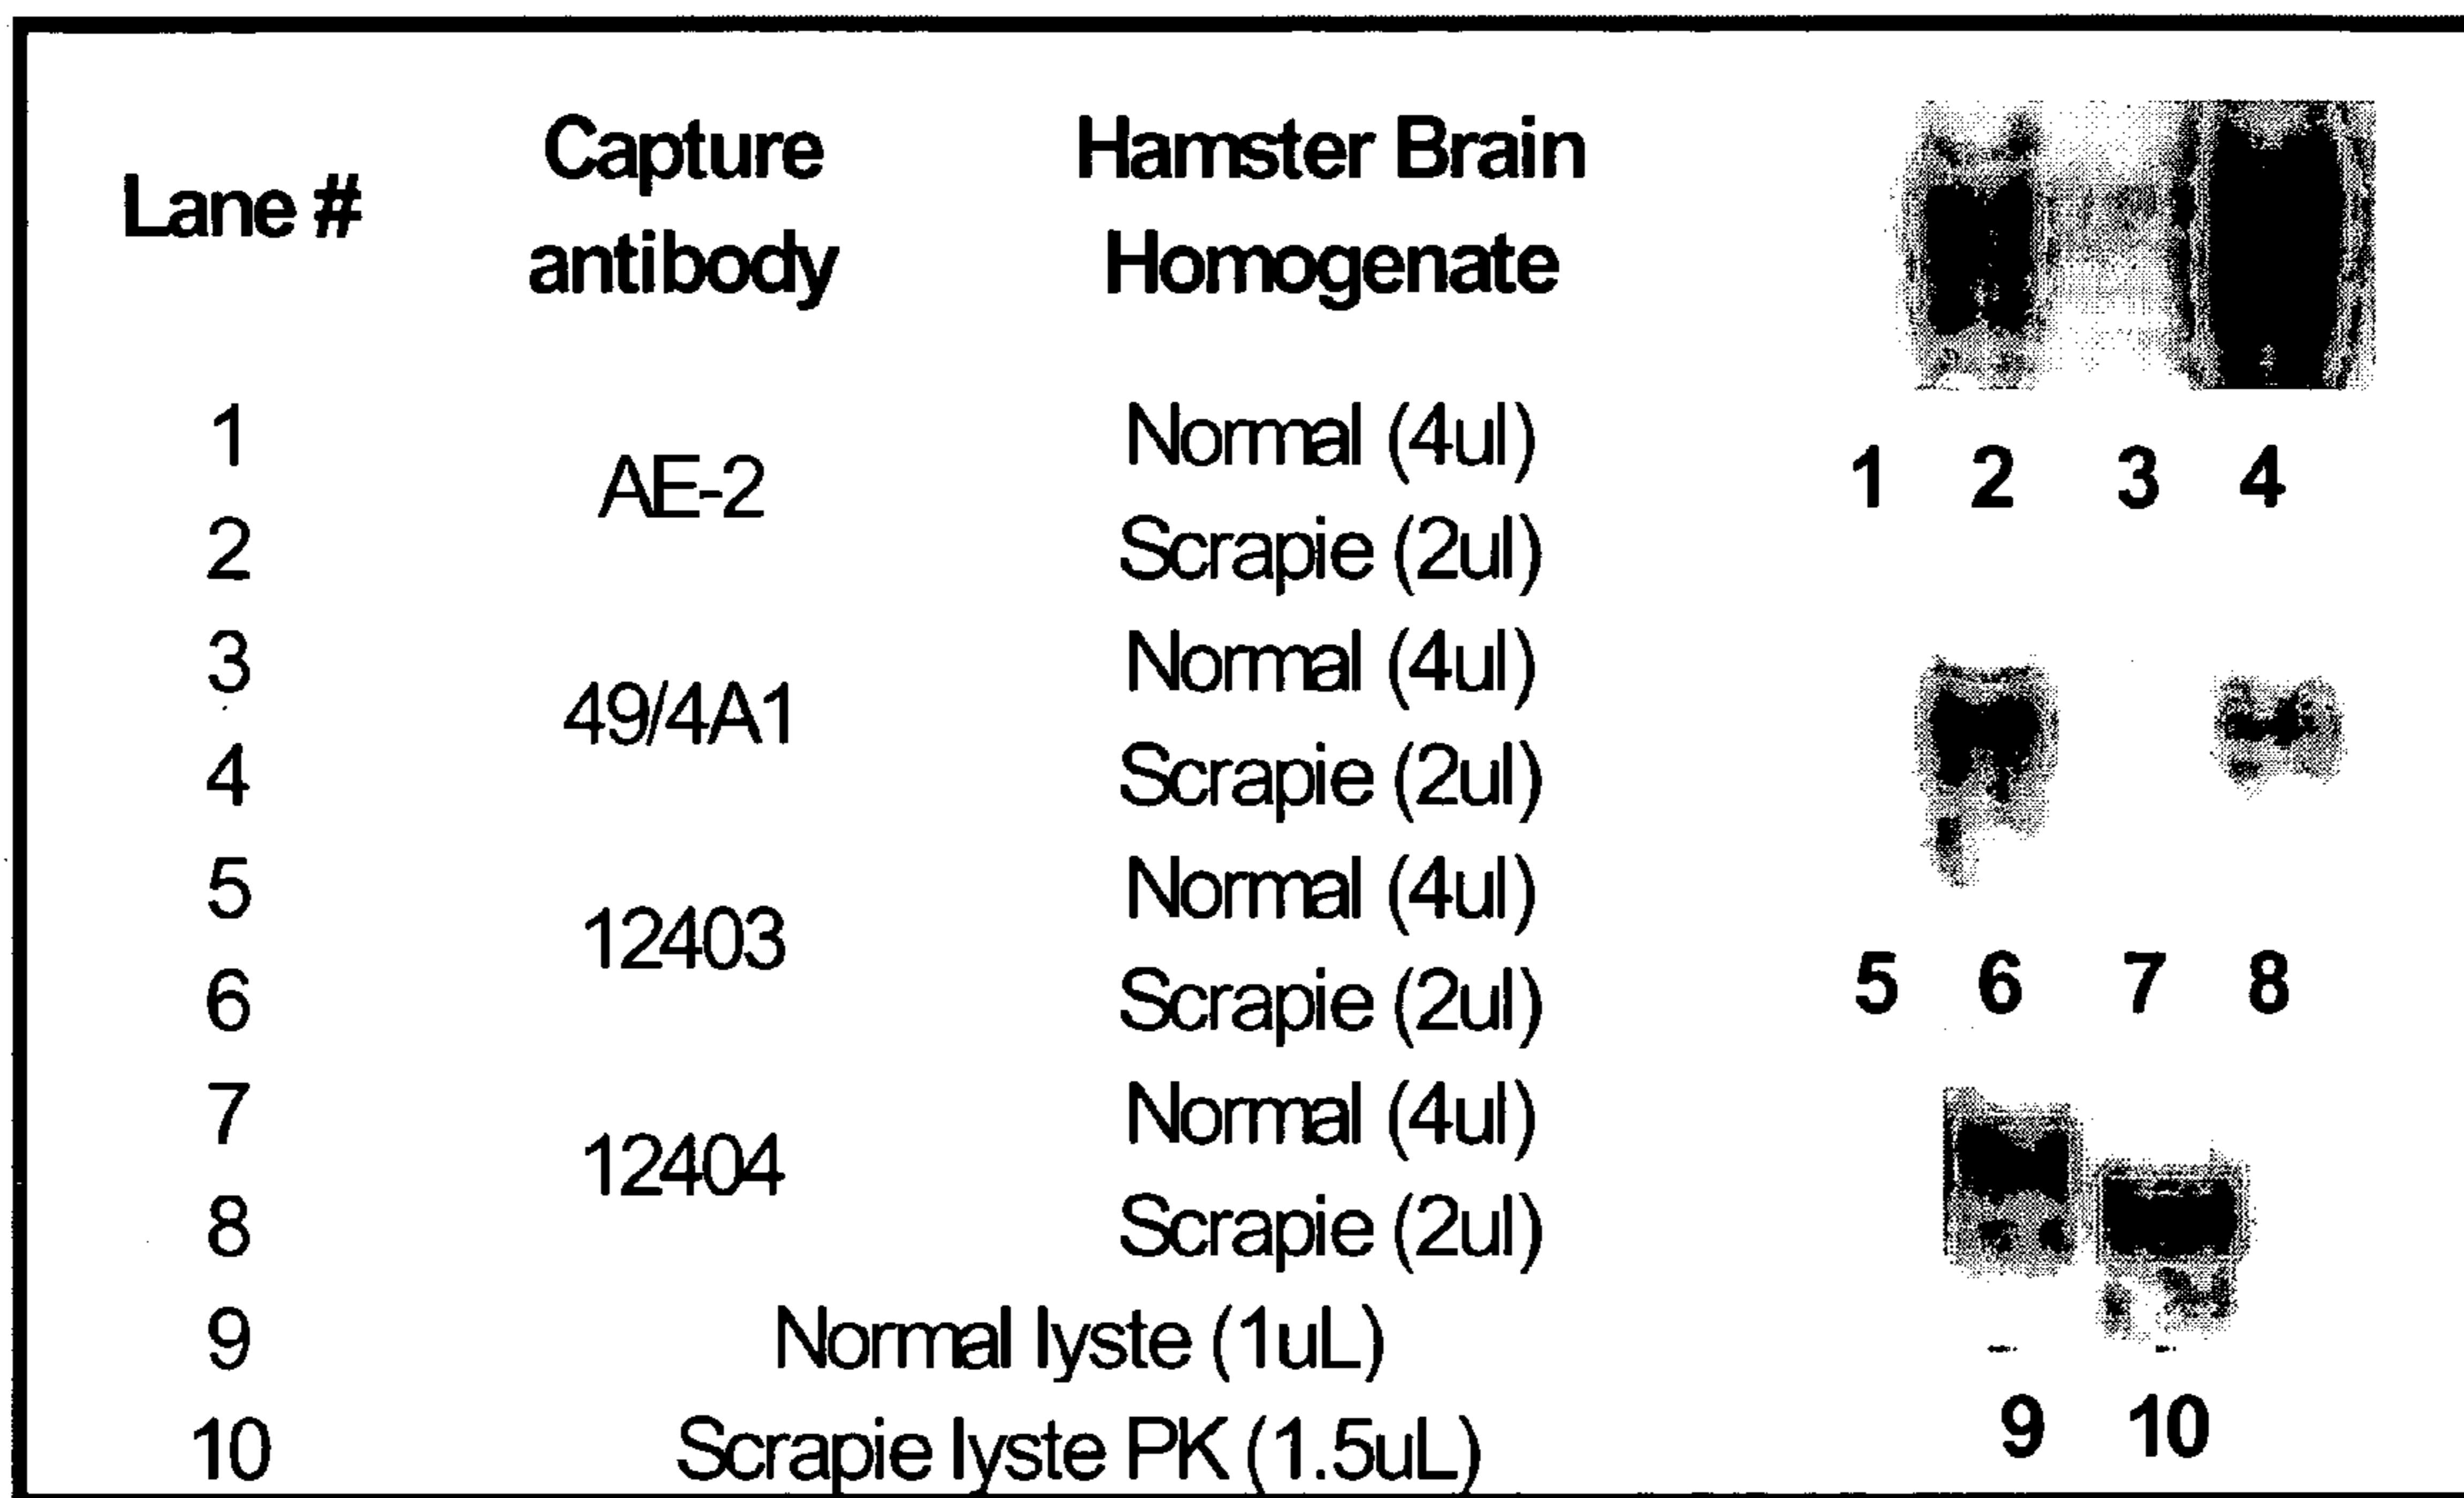 Lane # Capture antibody Hamster Brain Homogenate
1 Normal (4ul)
AE-2
2 Scrapie (2ul)
3 Normal (4ul)
49/4A1
4 Scrapie (2ul)
5 Normal (4ul)
12403
6 Scrapie (2ul)
7 Normal (4ul)
12404
8 Scrapie (2ul)
9 Normal lyste (1uL)
10 Scrapie lyste PK (1.5uL)
1 2 3 4
5 6 7 8
9 10